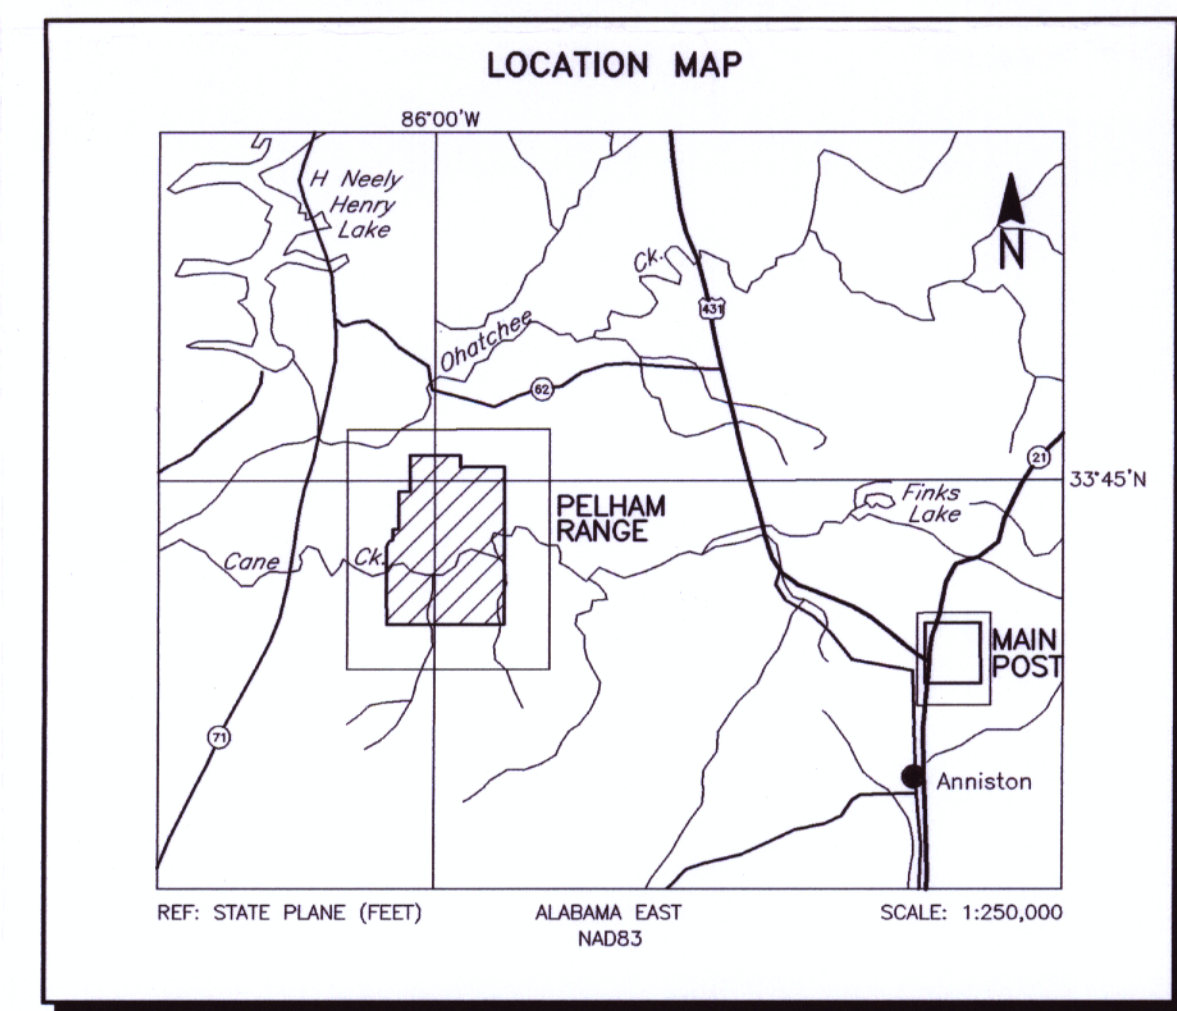 LOCATION MAP
86°00'W
H Neely
Henry
Lake
N
Ck.
431
Ohatchee
62
21
33°45'N
Finks
Lake
PELHAM
RANGE
Cane
Ck.
MAIN
POST
71
Anniston
REF: STATE PLANE (FEET)
ALABAMA EAST
NAD83
SCALE: 1:250,000